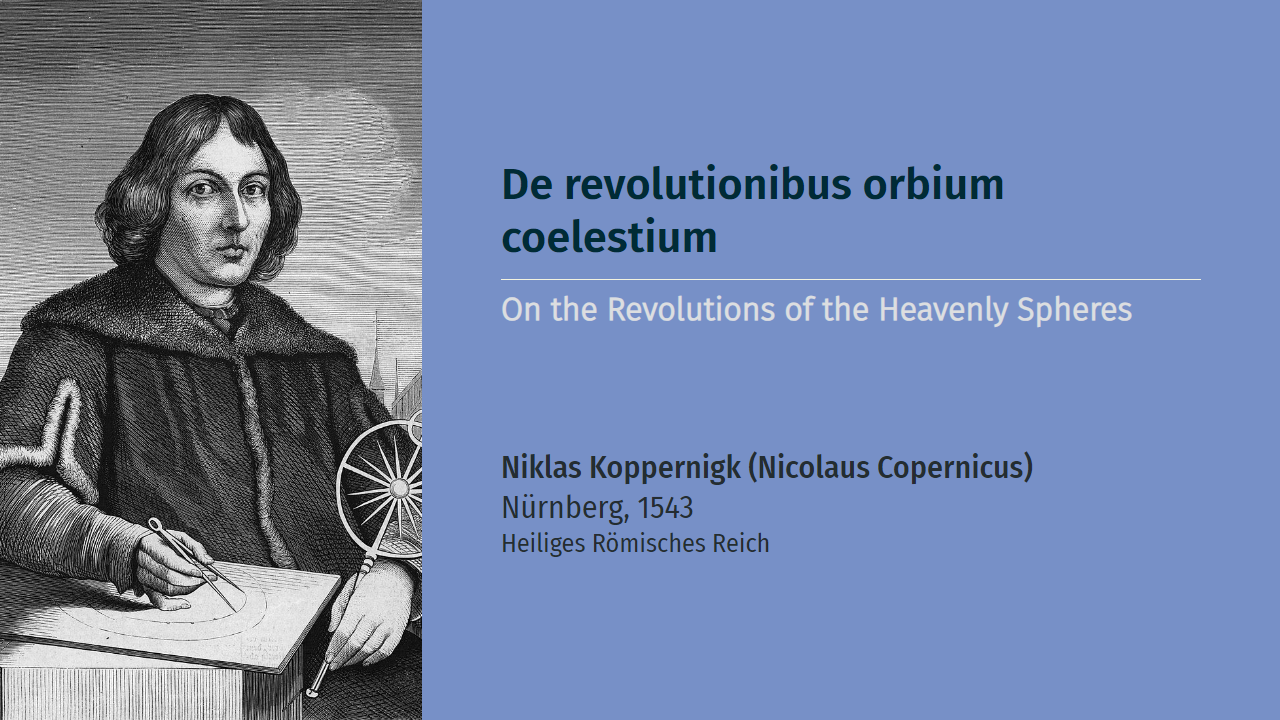 De revolutionibus orbium
coelestium
On the Revolutions of the Heavenly Spheres
Niklas Koppernigk (Nicolaus Copernicus)
Nürnberg, 1543
Heiliges Römisches Reich